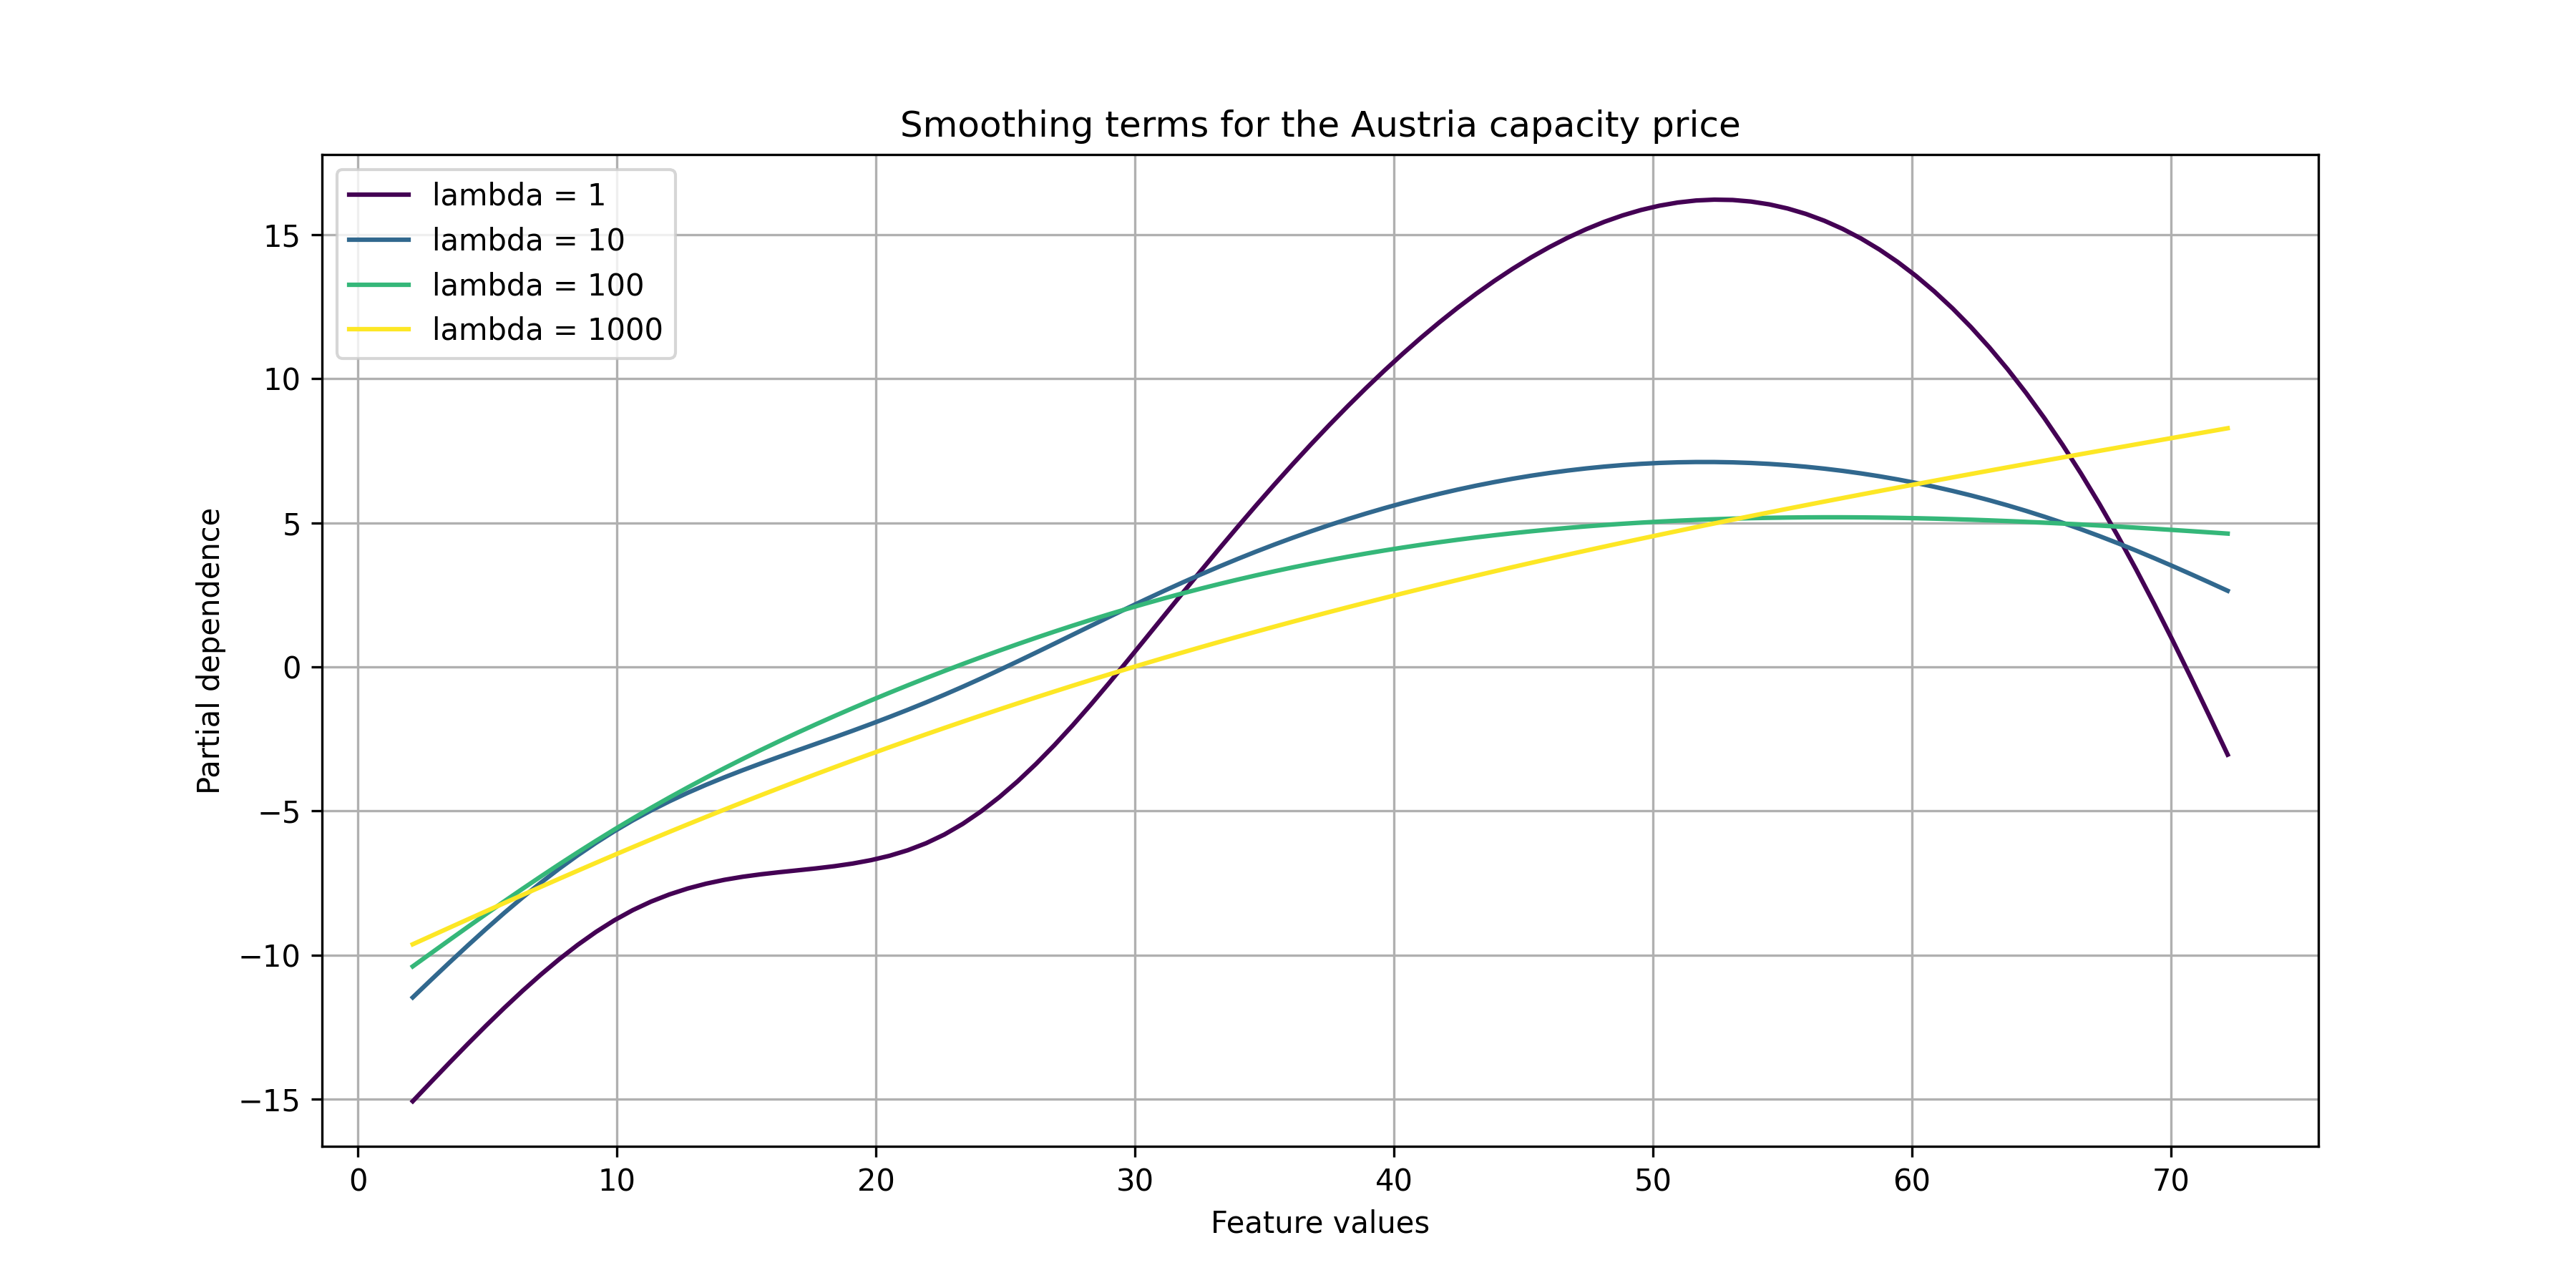 Smoothing terms for the Austria capacity price
lambda = 1
lambda = 10
lambda = 100
lambda = 1000
15
10
5
0
−5
−10
−15
Partial dependence
0 10 20 30 40 50 60 70
Feature values